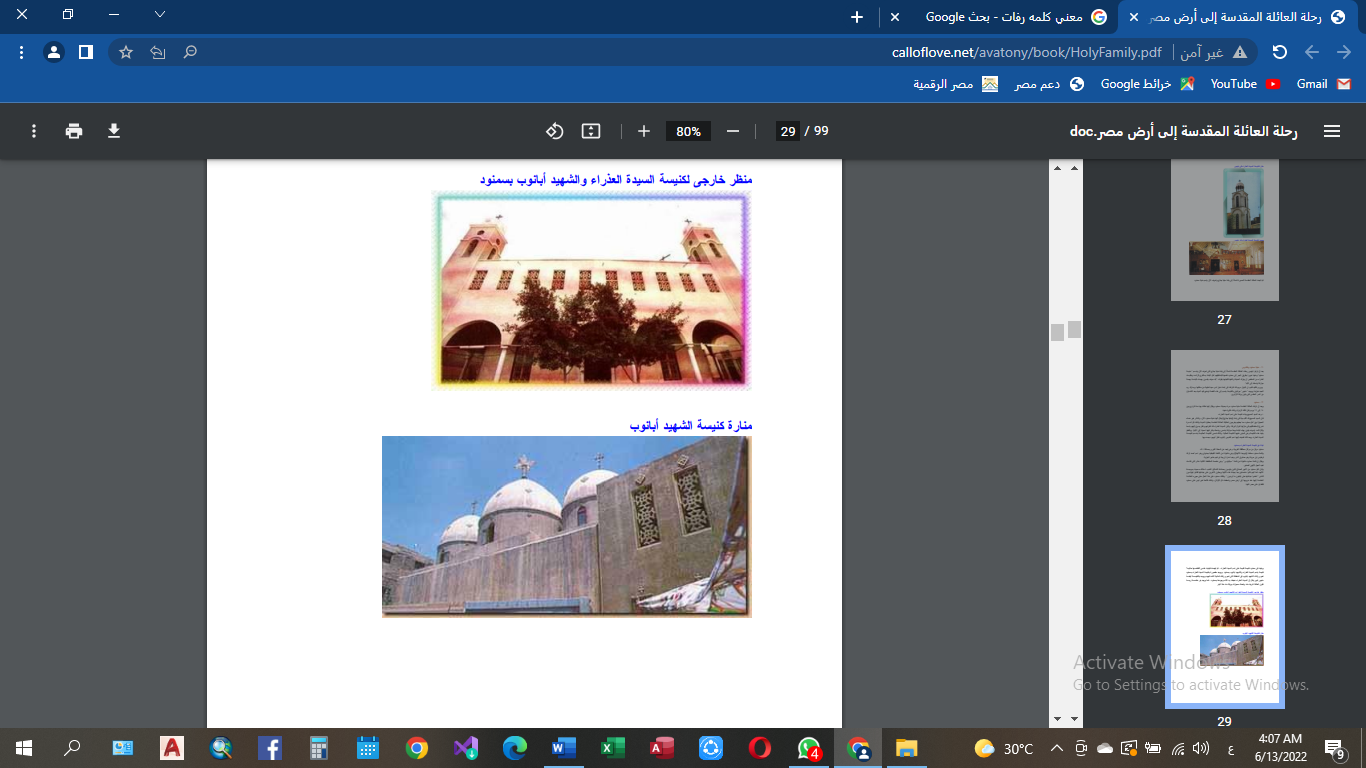 رحلة العائلة المقدسة إلى أرض مصر
معني كلمه رفات - بحث Google
غير آمن
calloflove.net/avatony/book/HolyFamily.pdf
Gmail
YouTube
خرائط Google
دعم مصر
مصر الرقمية
رحلة العائلة المقدسة إلى أرض مصر.doc
29 / 99
80%
منظر خارجى لكنيسة السيدة العذراء والشهيد أبانوب بسمنود
منارة كنيسة الشهيد أبانوب
27
28
29
Activate Windows
Go to Settings to activate Windows.
4
30°C
ع
4:07 AM
6/13/2022
9